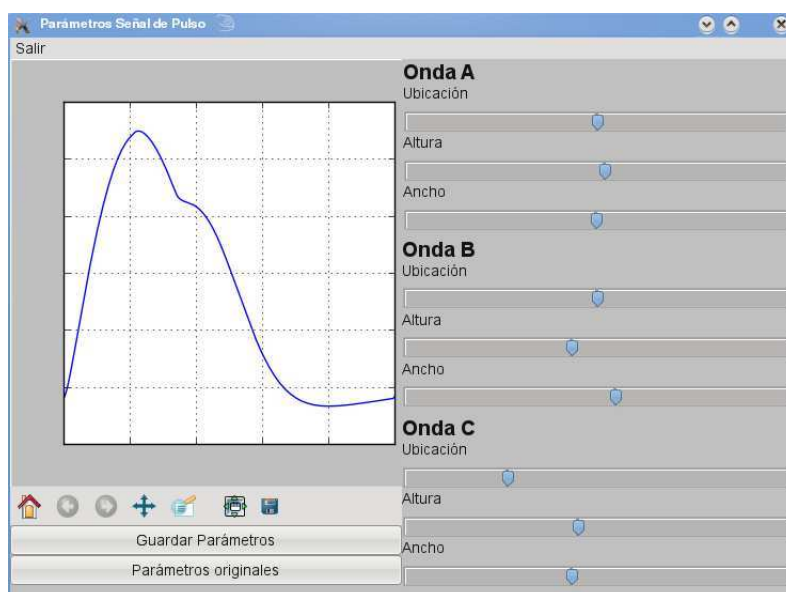 Parámetros Señal de Pulso
Salir
Onda A
Ubicación
Altura
Ancho
Onda B
Ubicación
Altura
Ancho
Onda C
Ubicación
Altura
Ancho
Guardar Parámetros
Parámetros originales